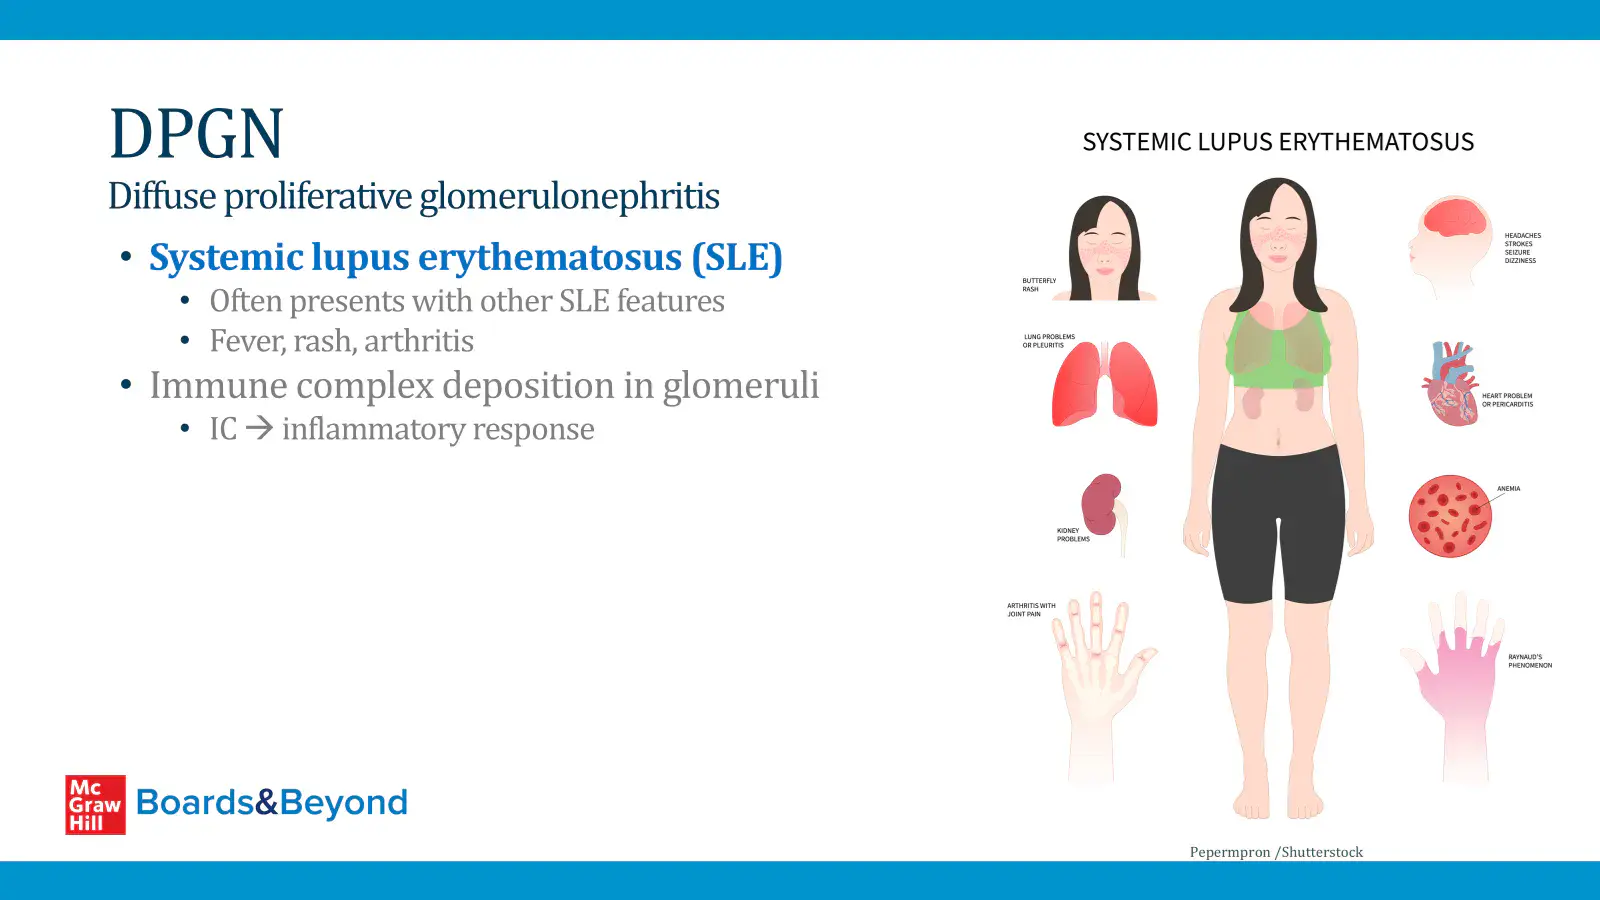 DPGN
Diffuse proliferative glomerulonephritis
• Systemic lupus erythematosus (SLE)
• Often presents with other SLE features
• Fever, rash, arthritis
• Immune complex deposition in glomeruli
• IC → inflammatory response
SYSTEMIC LUPUS ERYTHEMATOSUS
BUTTERFLY
RASH
HEADACHES
STROKES
SEIZURE
DIZZINESS
LUNG PROBLEMS
OR PLEURITIS
HEART PROBLEM
OR PERICARDITIS
KIDNEY
PROBLEMS
ANEMIA
ARTHRITIS WITH
JOINT PAIN
RAYNAUD'S
PHENOMENON
Mc
Graw
Hill
Boards&Beyond
Pepermpron /Shutterstock